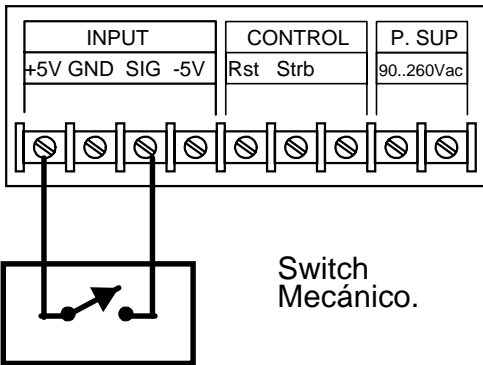 INPUT CONTROL P. SUP
+5V GND SIG -5V Rst Strb 90..260Vac
Switch
Mecánico.